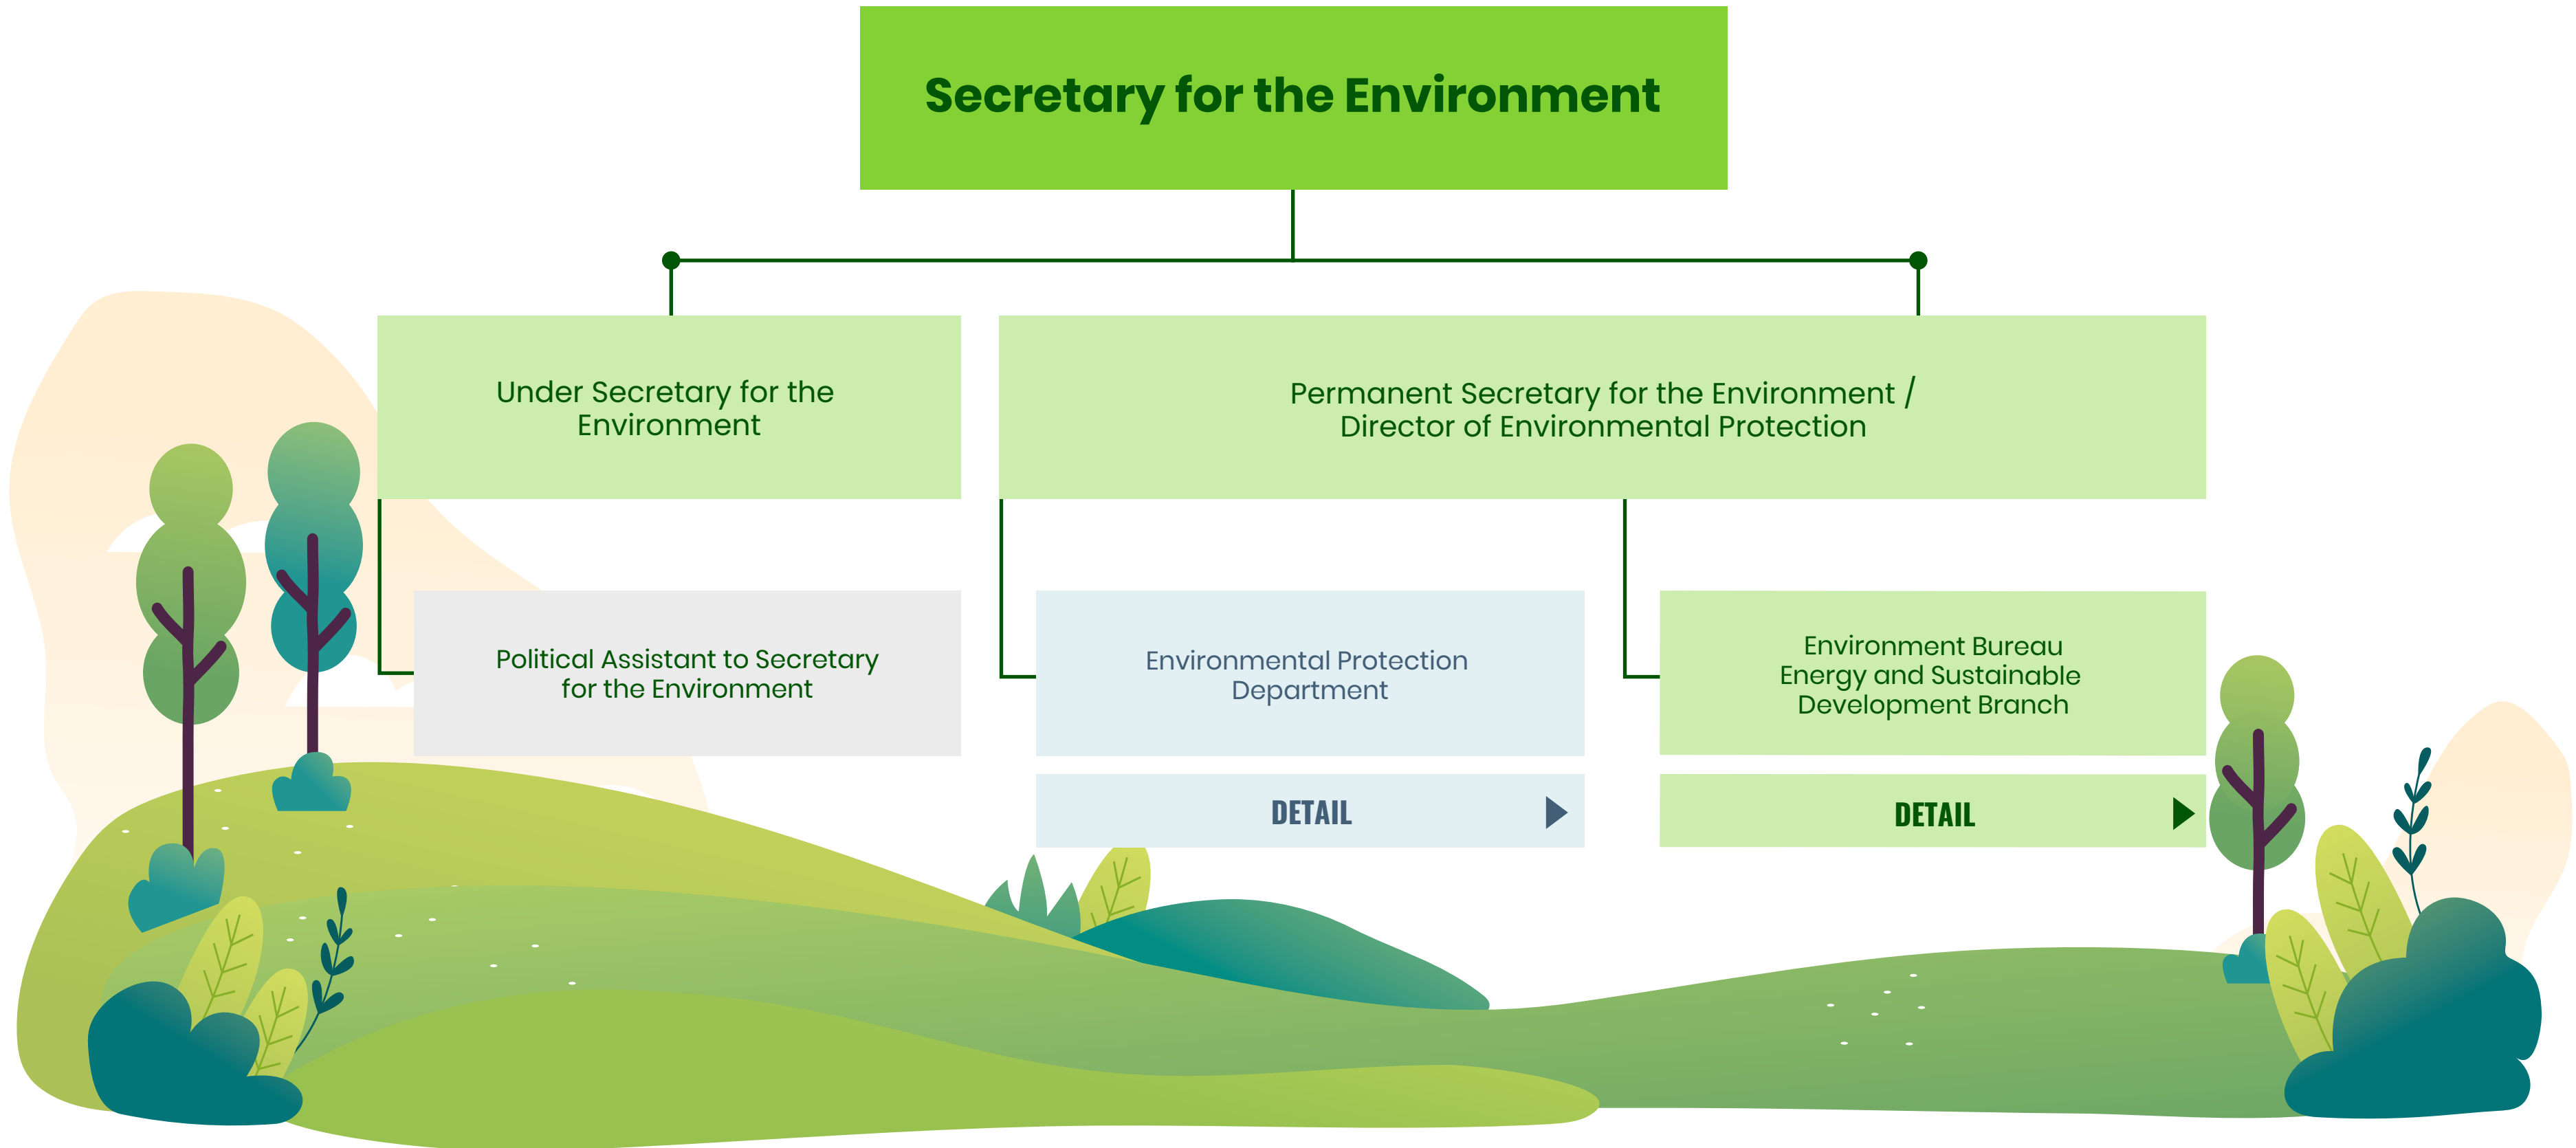 Secretary for the Environment
Under Secretary for the
Environment
Permanent Secretary for the Environment /
Director of Environmental Protection
Political Assistant to Secretary
for the Environment
Environmental Protection
Department
Environment Bureau
Energy and Sustainable
Development Branch
DETAIL
DETAIL